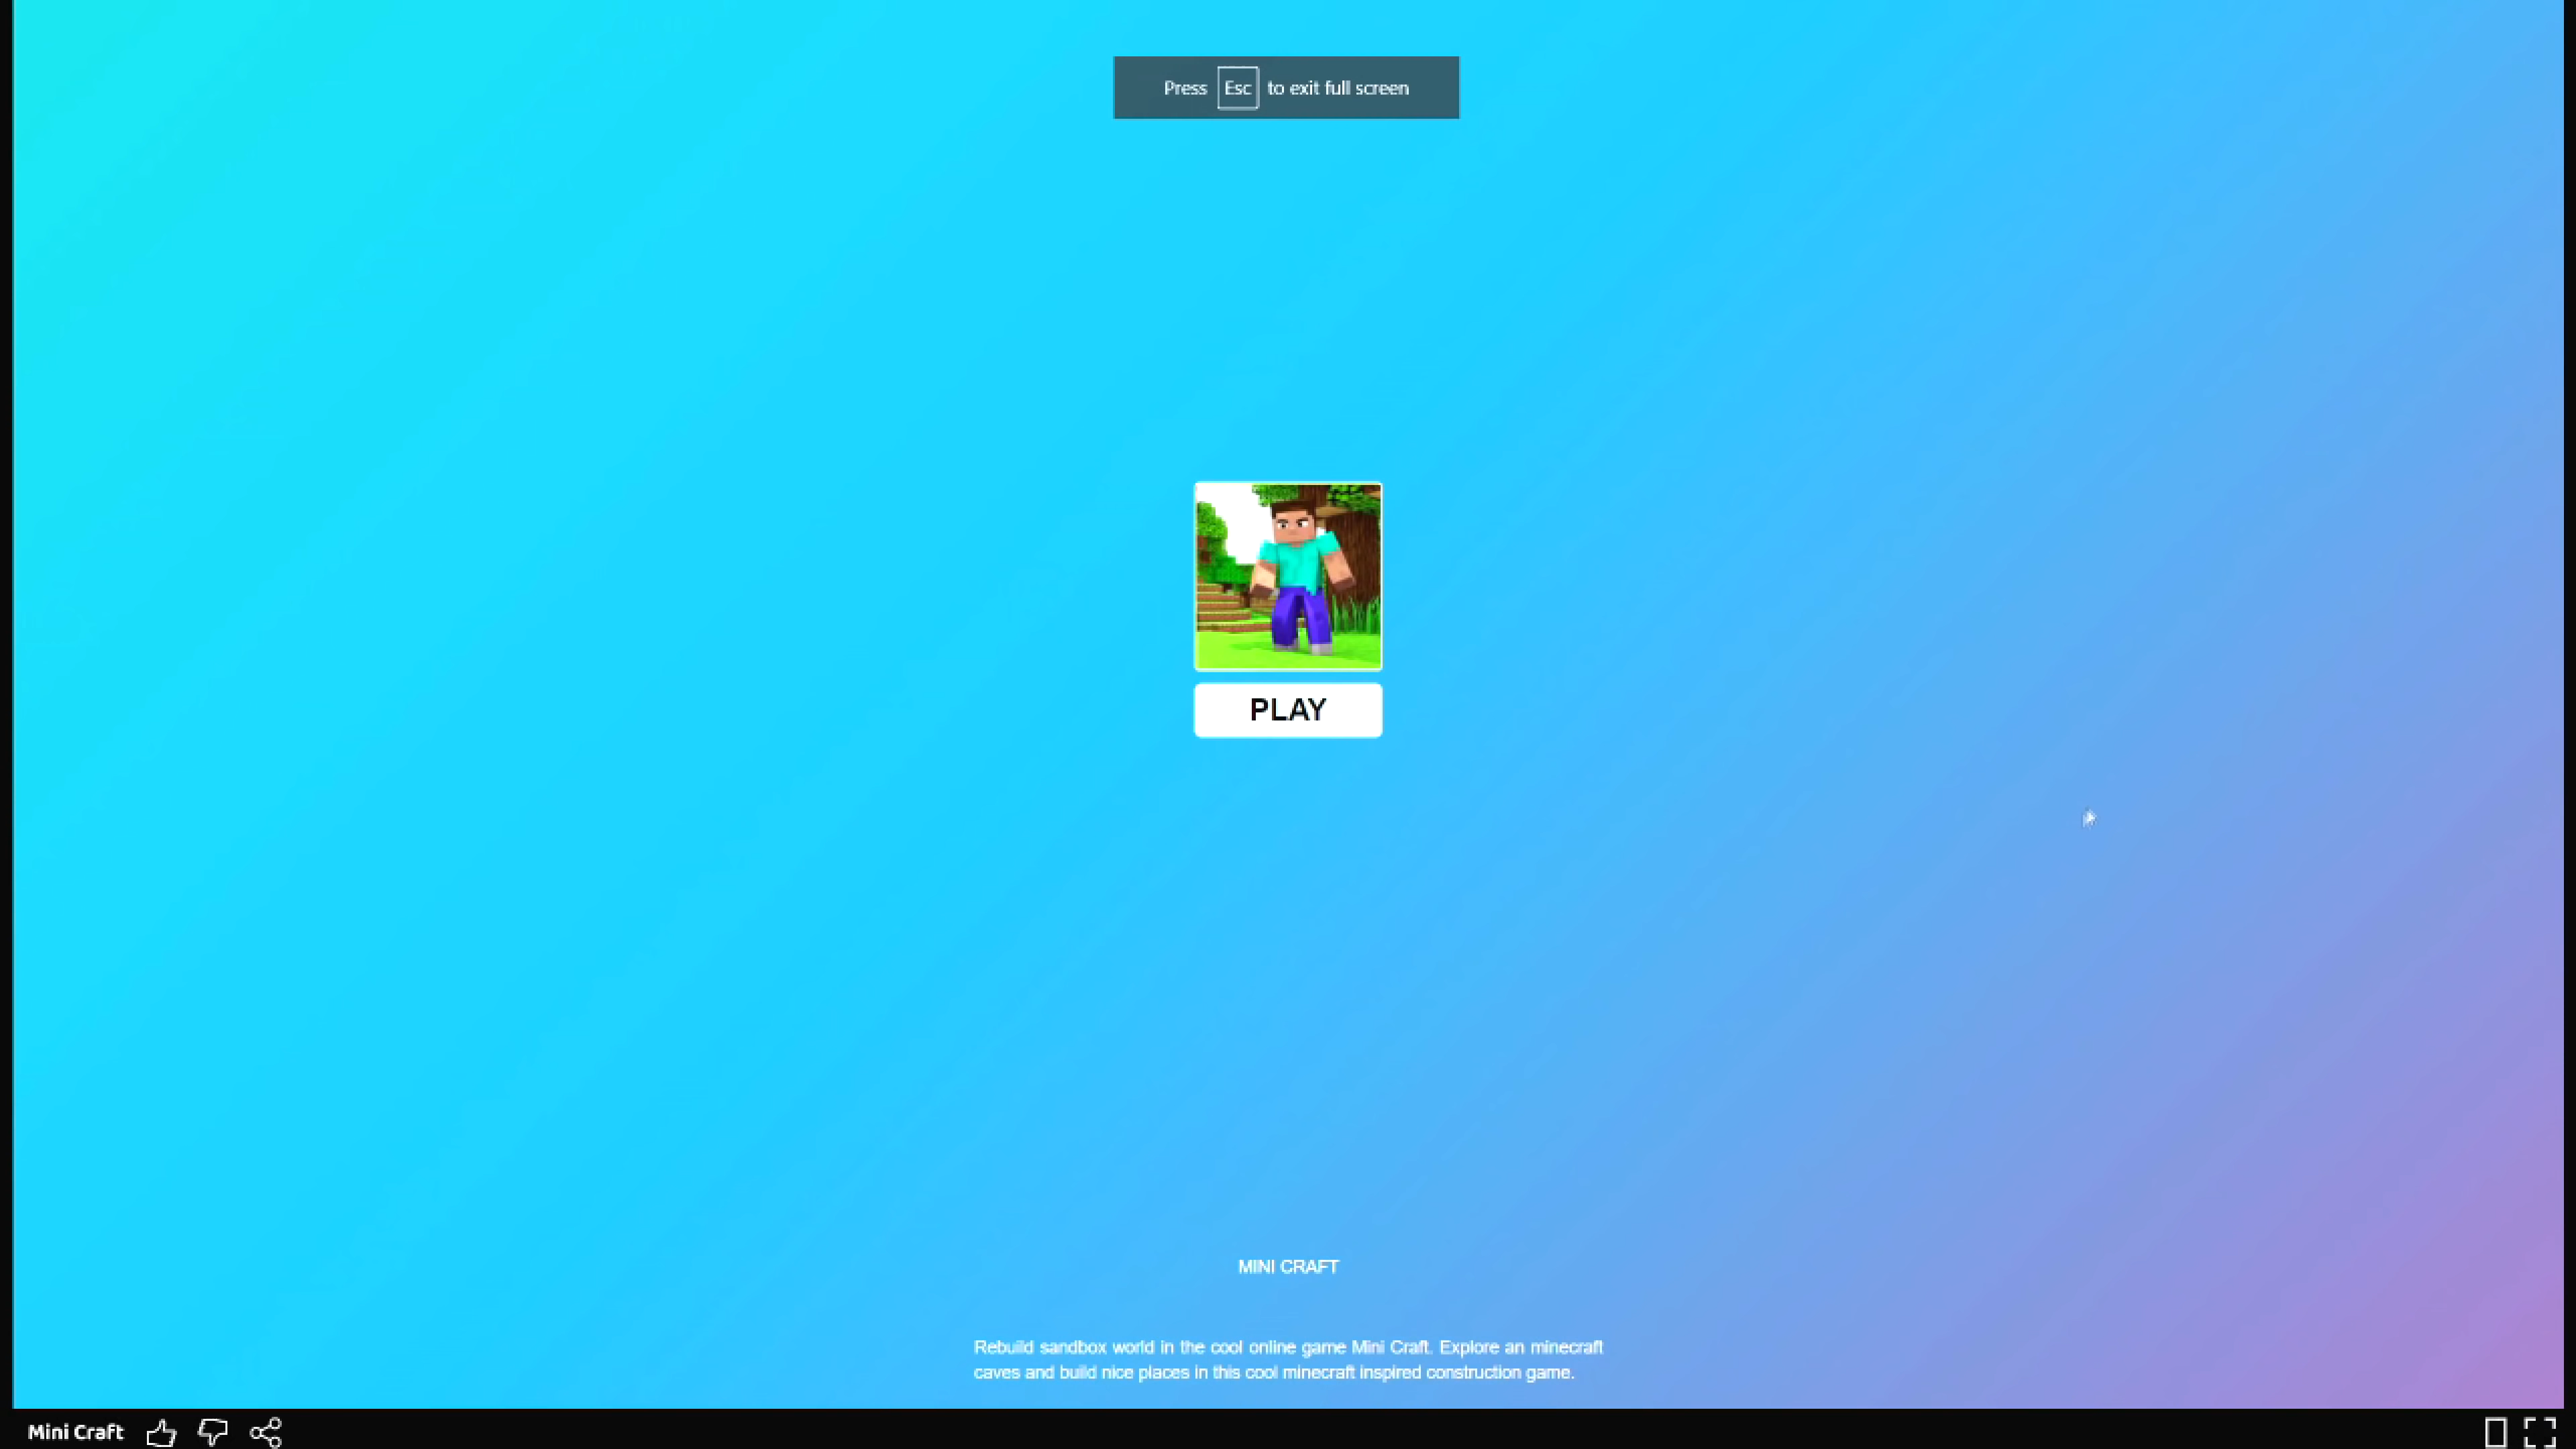 Press Esc to exit full screen
PLAY
MINI CRAFT
Rebuild sandbox world in the cool online game Mini Craft. Explore an minecraft
caves and build nice places in this cool minecraft inspired construction game.
Mini Craft